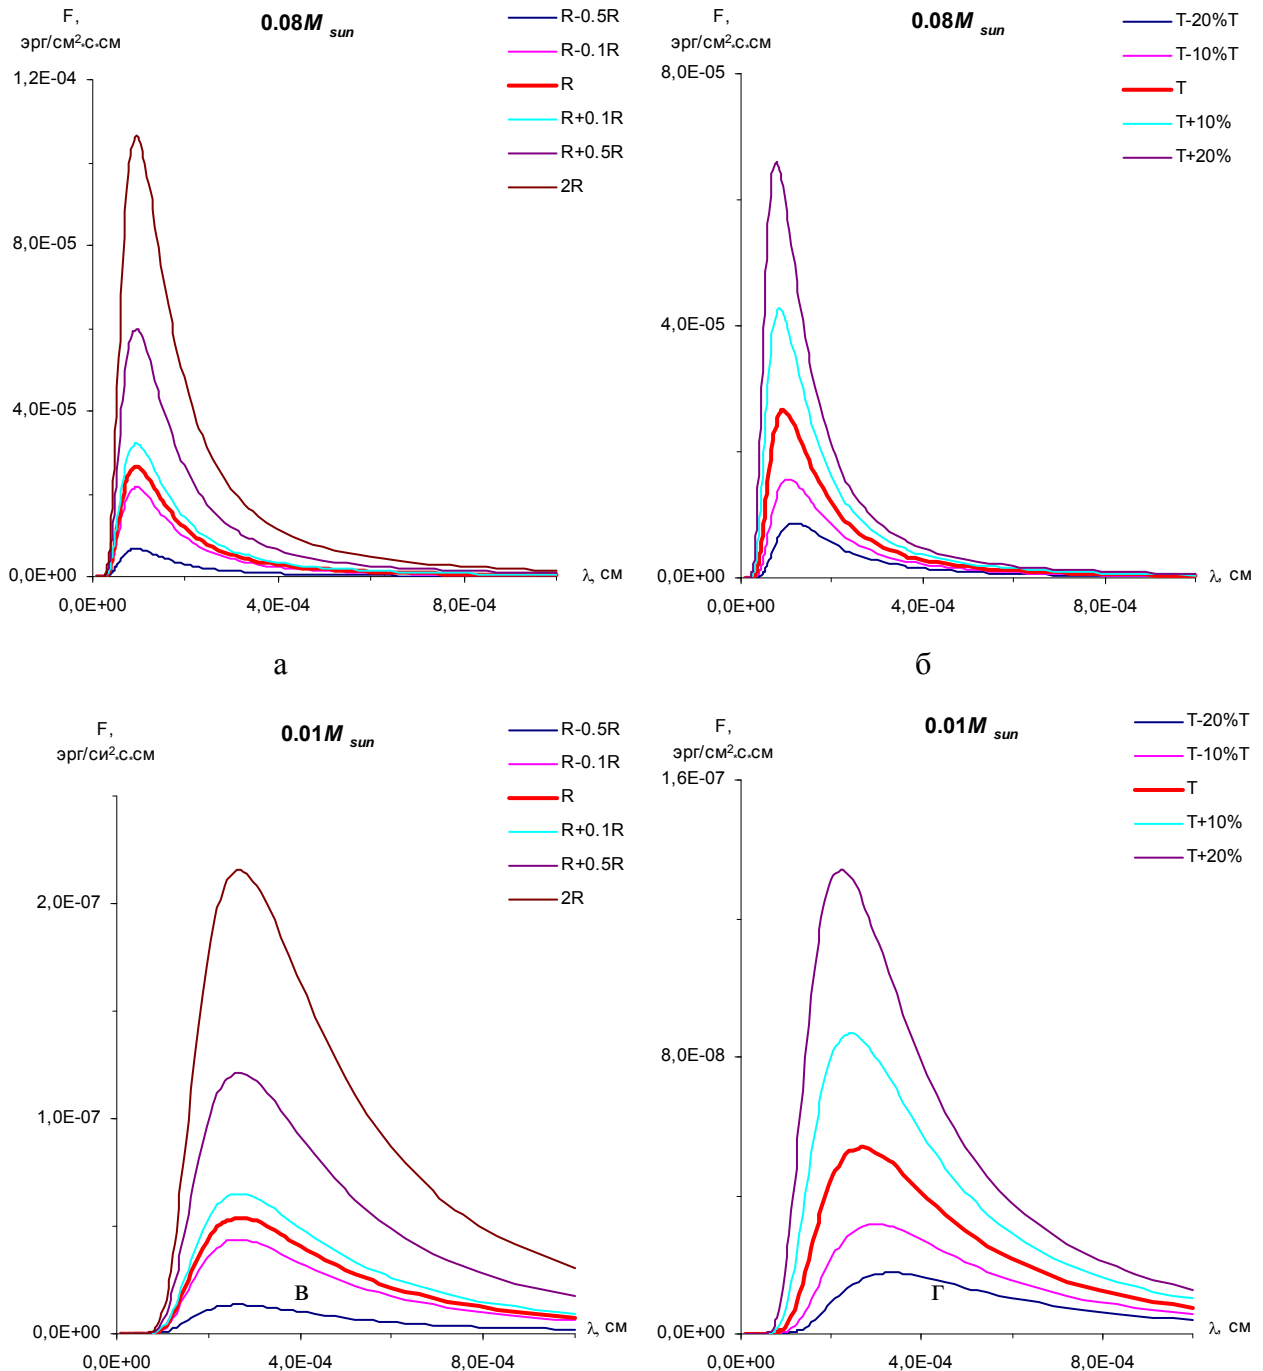 F,
эрг/см²·с·см
0.08M sun
R-0.5R
R-0.1R
R
R+0.1R
R+0.5R
2R
1,2E-04
8,0E-05
4,0E-05
0,0E+00
0,0E+00 4,0E-04 8,0E-04
λ, см
а
F,
эрг/см²·с·см
0.08M sun
T-20%T
T-10%T
T
T+10%
T+20%
8,0E-05
4,0E-05
0,0E+00
0,0E+00 4,0E-04 8,0E-04
λ, см
б
F,
эрг/си²·с·см
0.01M sun
R-0.5R
R-0.1R
R
R+0.1R
R+0.5R
2R
2,0E-07
1,0E-07
0,0E+00
0,0E+00 4,0E-04 8,0E-04
λ, см
В
F,
эрг/см²·с·см
0.01M sun
T-20%T
T-10%T
T
T+10%
T+20%
1,6E-07
8,0E-08
0,0E+00
0,0E+00 4,0E-04 8,0E-04
λ, см
Г